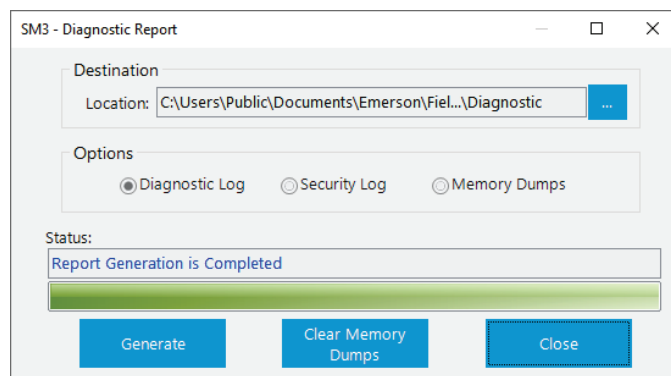 SM3 - Diagnostic Report
Destination
Location: C:\Users\Public\Documents\Emerson\Fiel...\Diagnostic ...
Options
Diagnostic Log Security Log Memory Dumps
Status:
Report Generation is Completed
Generate Clear Memory Dumps Close